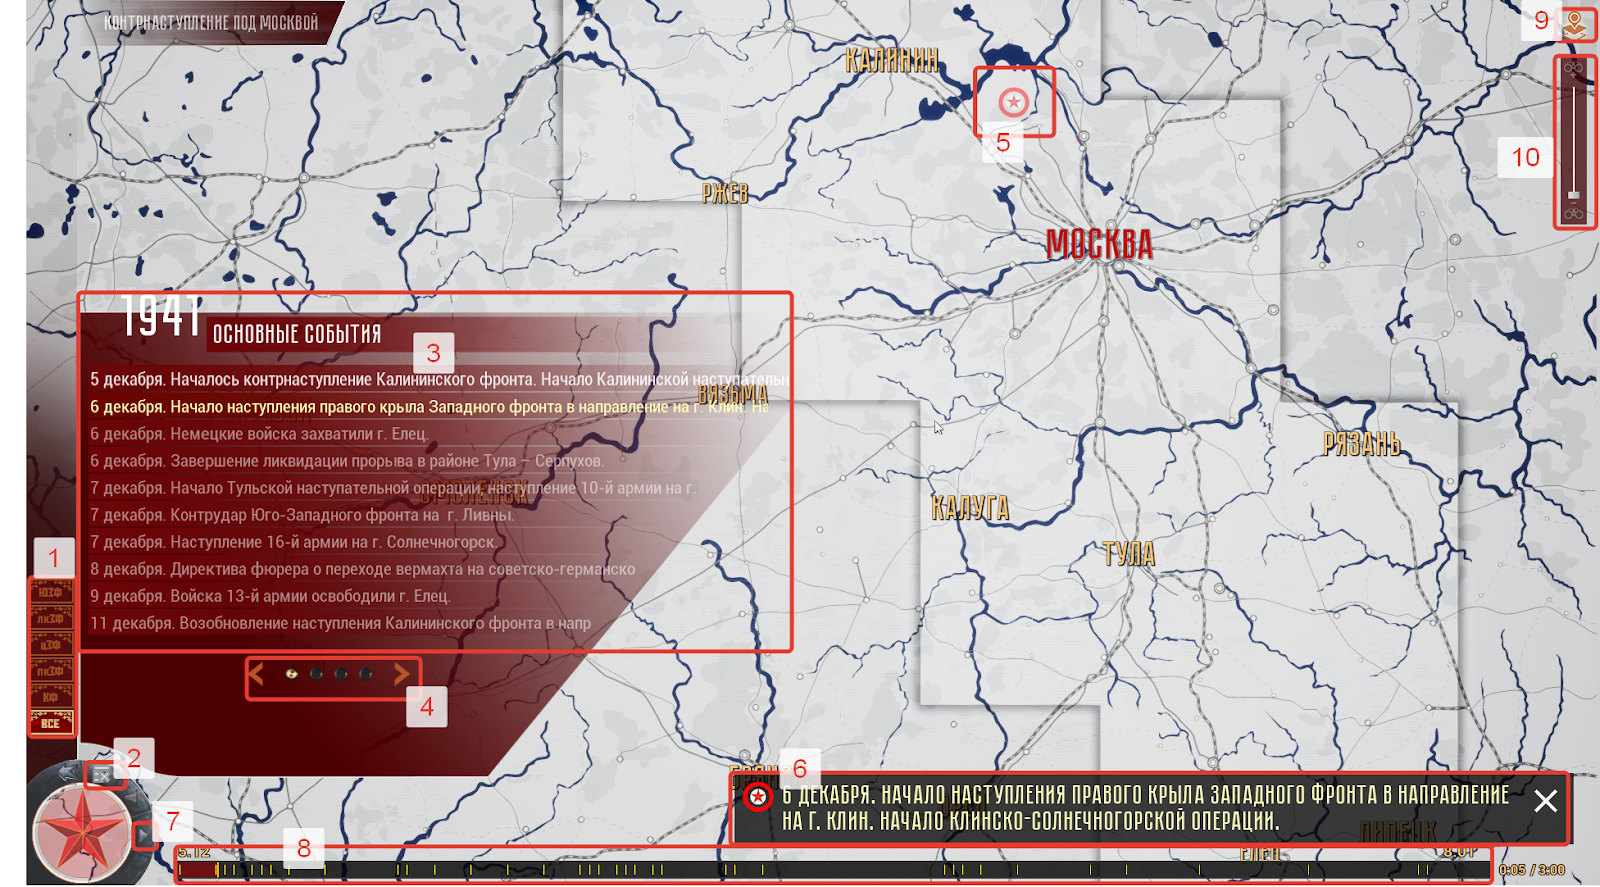 КОНТРНАСТУПЛЕНИЕ ПОД МОСКВОЙ
9
КАЛИНИН
5
10
РЖЕВ
МОСКВА
1941
ОСНОВНЫЕ СОБЫТИЯ
3
5 декабря. Началось контрнаступление Калининского фронта. Начало Калининской наступательн
ВЯЗЬМА
6 декабря. Начало наступления правого крыла Западного фронта в направление на г. Клин. На
6 декабря. Немецкие войска захватили г. Елец.
6 декабря. Завершение ликвидации прорыва в районе Тула – Серпухов.
7 декабря. Начало Тульской наступательной операции, наступление 10-й армии на г.
СМОЛЕНСК
7 декабря. Контрудар Юго-Западного фронта на г. Ливны.
7 декабря. Наступление 16-й армии на г. Солнечногорск.
8 декабря. Директива фюрера о переходе вермахта на советско-германско
9 декабря. Войска 13-й армии освободили г. Елец.
11 декабря. Возобновление наступления Калининского фронта в напр
РЯЗАНЬ
КАЛУГА
ТУЛА
1
ЮЗФ
лкЗФ
цЗФ
пкЗФ
КФ
ВСЕ
4
2
7
6
6 ДЕКАБРЯ. НАЧАЛО НАСТУПЛЕНИЯ ПРАВОГО КРЫЛА ЗАПАДНОГО ФРОНТА В НАПРАВЛЕНИЕ
НА Г. КЛИН. НАЧАЛО КЛИНСКО-СОЛНЕЧНОГОРСКОЙ ОПЕРАЦИИ.
ЛИПЕЦК
ЕЛЕЦ
8
5.12
8.01
0:05 / 3:00